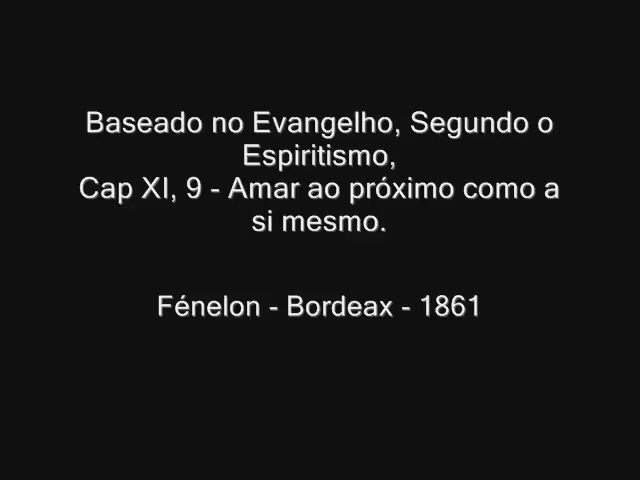 Baseado no Evangelho, Segundo o
Espiritismo,
Cap XI, 9 - Amar ao próximo como a
si mesmo.
Fénelon - Bordeax - 1861